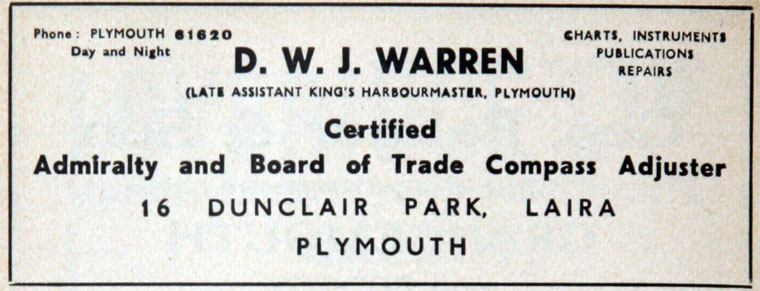 Phone: PLYMOUTH 61620
Day and Night
CHARTS, INSTRUMENTS
PUBLICATIONS
REPAIRS
D. W. J. WARREN
(LATE ASSISTANT KING'S HARBOURMASTER, PLYMOUTH)
Certified
Admiralty and Board of Trade Compass Adjuster
16 DUNCLAIR PARK, LAIRA
PLYMOUTH